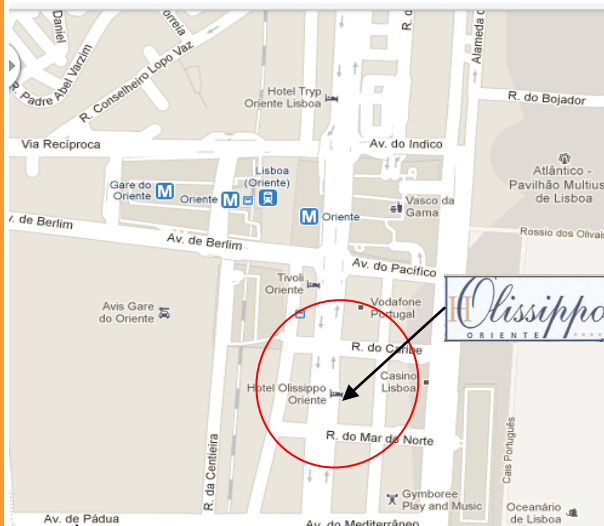 Daniel
Correia
R. Padre Abel Varzim
R. Conselheiro Lopo Vaz
R. d
Alameda d
Hotel Tryp
Oriente Lisboa
R. do Bojador
Via Recíproca
Av. do Indico
Gare do
Oriente
M
Oriente
M
Lisboa
(Oriente)
M
Oriente
Vasco da
Gama
Atlântico -
Pavilhão Multius
de Lisboa
Rossio dos Olivais
v. de Berlim
Av. de Berlim
Av. do Pacífico
Tivoli
Oriente
Avis Gare
do Oriente
Vodafone
Portugal
H Olissippo
ORIENTE
R. do Caribe
Casino
Lisboa
Hotel Olissippo
Oriente
R. do Mar do Norte
R. da Centieira
Cais Português
Gymboree
Play and Music
Oceanário
de Lisboa
Av. de Pádua
Av. do Mediterrâneo